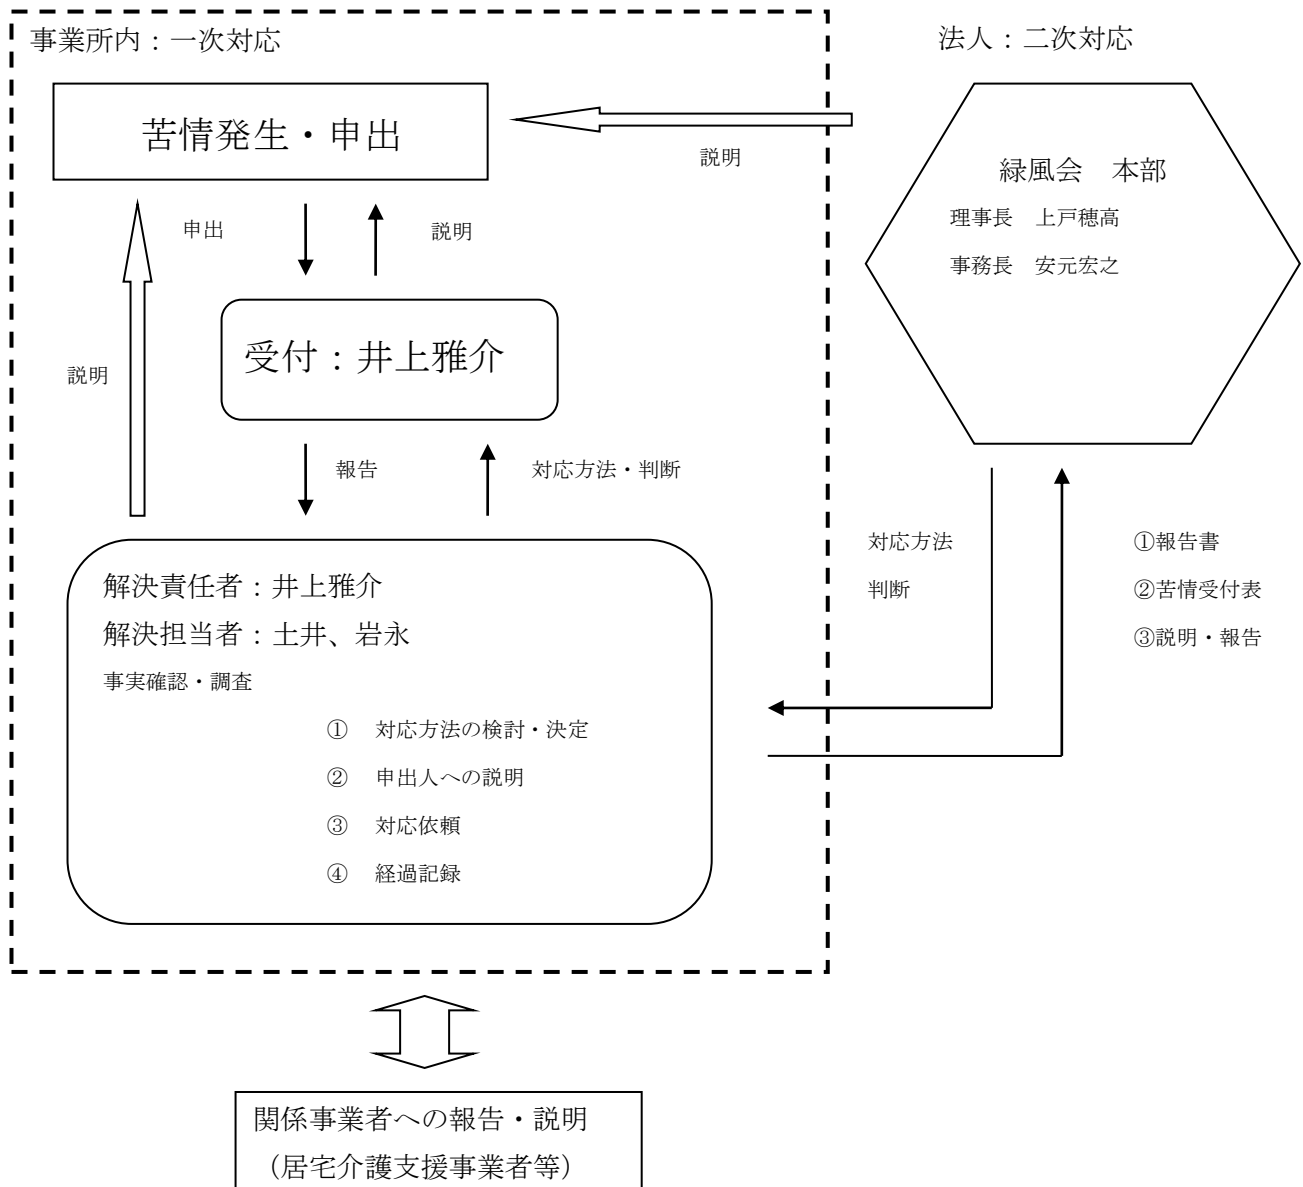 事業所内：一次対応
法人：二次対応
苦情発生・申出
説明
緑風会　本部
理事長　上戸穂高
事務長　安元宏之
申出
説明
受付：井上雅介
説明
報告
対応方法・判断
対応方法
判断
①報告書
②苦情受付表
③説明・報告
解決責任者：井上雅介
解決担当者：土井、岩永
事実確認・調査
①　対応方法の検討・決定
②　申出人への説明
③　対応依頼
④　経過記録
関係事業者への報告・説明
（居宅介護支援事業者等）